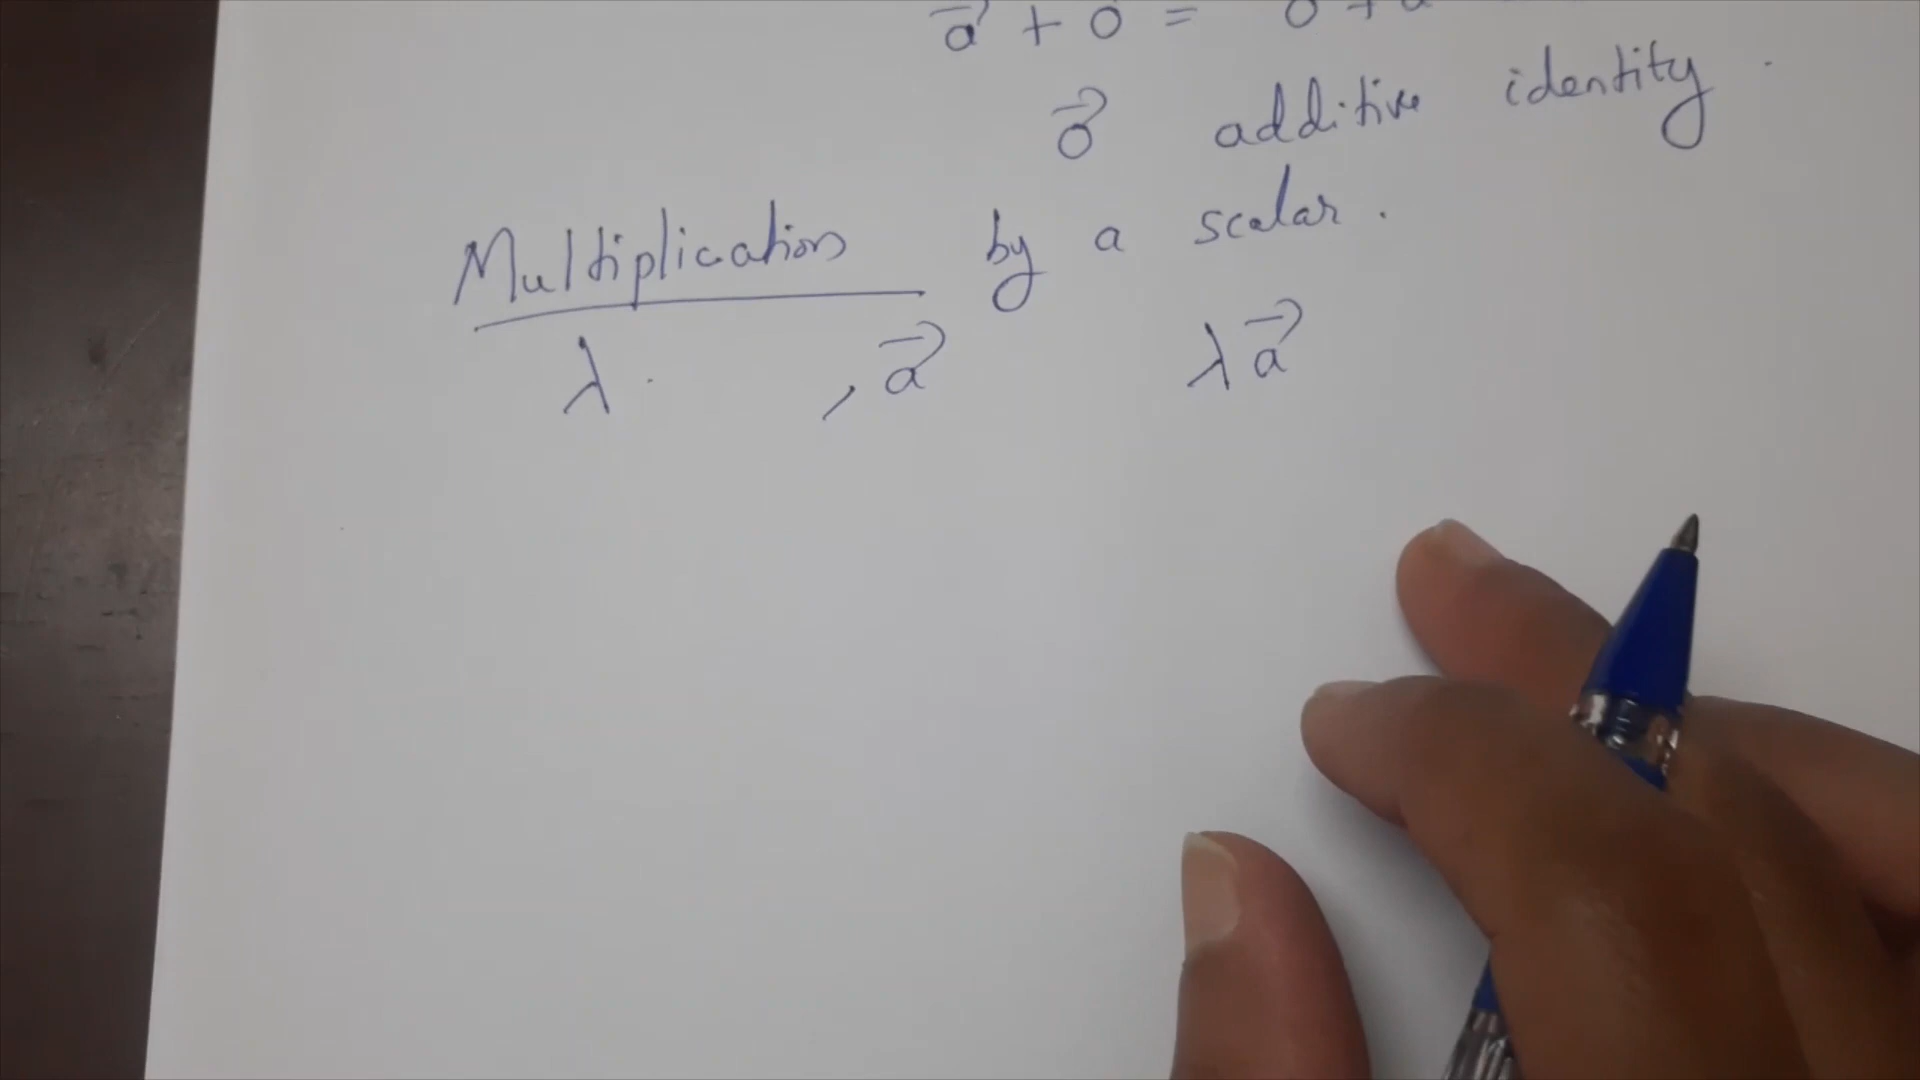 a⃗ + 0 = 0 + a
0⃗ additive identity.
Multiplication by a scalar.
λ. , a⃗ λa⃗